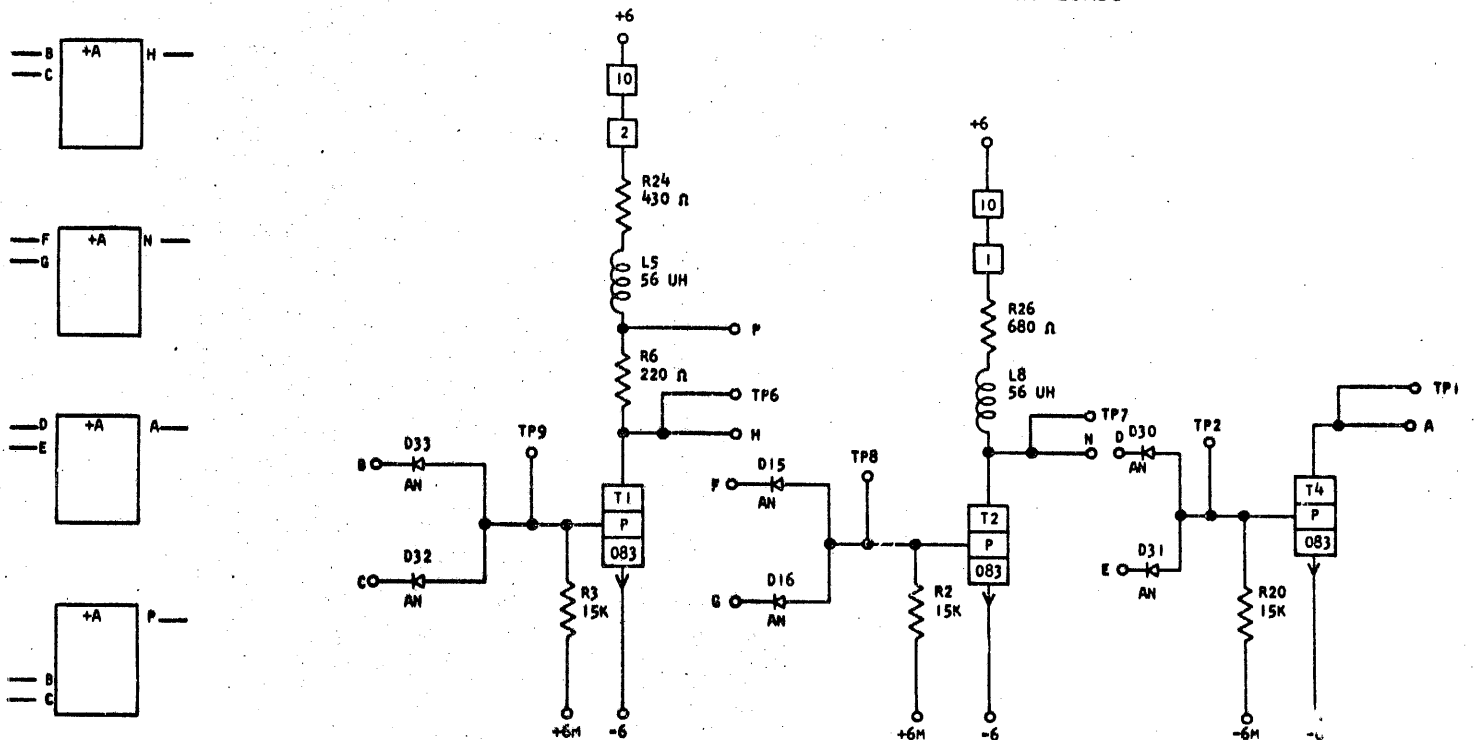 B +A H
C
F +A N
G
D +A A
E
+A P
B
C
+6
10
2
R24
430 Ω
L5
56 UH
P
R6
220 Ω
TP6
H
TP9
D33
B
AN
D32
C
AN
T1
P
083
R3
15K
+6M
-6
+6
10
1
R26
680 Ω
L8
56 UH
TP7
N
TP8
D15
F
AN
D16
G
AN
T2
P
083
R2
15K
+6M
-6
TP1
A
TP2
D D30
AN
D31
E
AN
T4
P
083
R20
15K
-6M